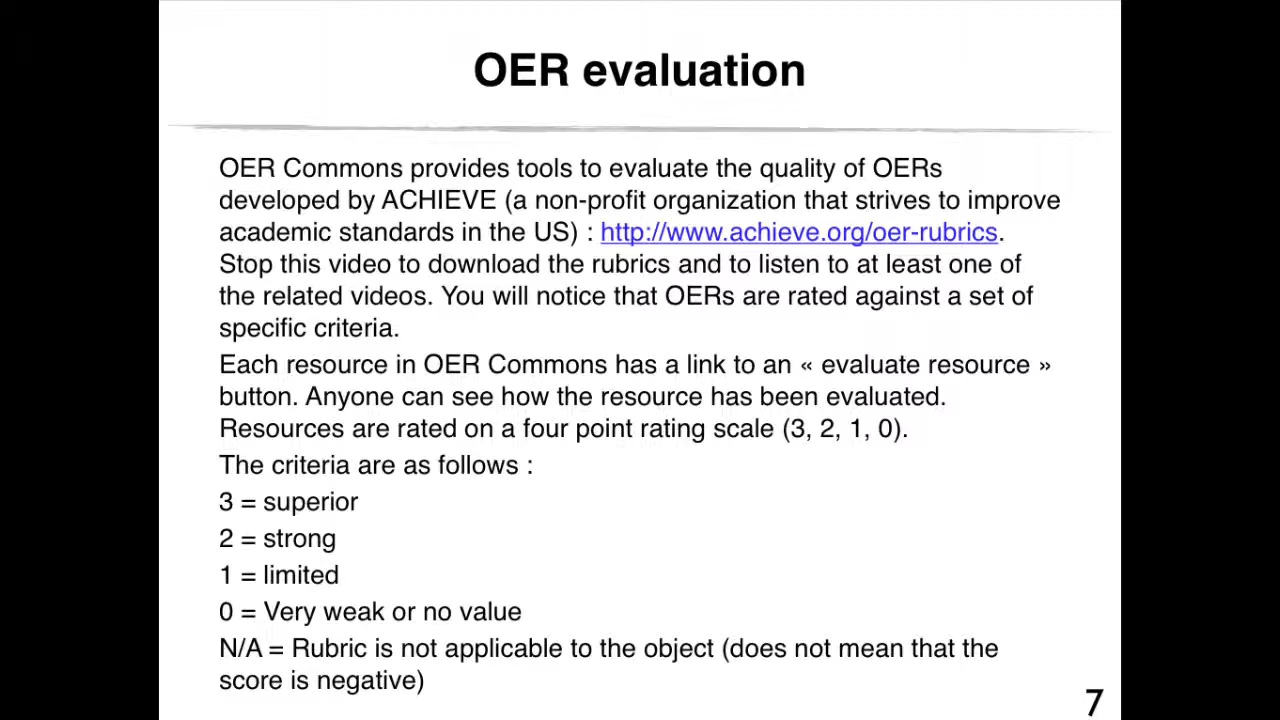 OER evaluation
OER Commons provides tools to evaluate the quality of OERs
developed by ACHIEVE (a non-profit organization that strives to improve
academic standards in the US) : http://www.achieve.org/oer-rubrics.
Stop this video to download the rubrics and to listen to at least one of
the related videos. You will notice that OERs are rated against a set of
specific criteria.
Each resource in OER Commons has a link to an « evaluate resource »
button. Anyone can see how the resource has been evaluated.
Resources are rated on a four point rating scale (3, 2, 1, 0).
The criteria are as follows :
3 = superior
2 = strong
1 = limited
0 = Very weak or no value
N/A = Rubric is not applicable to the object (does not mean that the
score is negative)
7